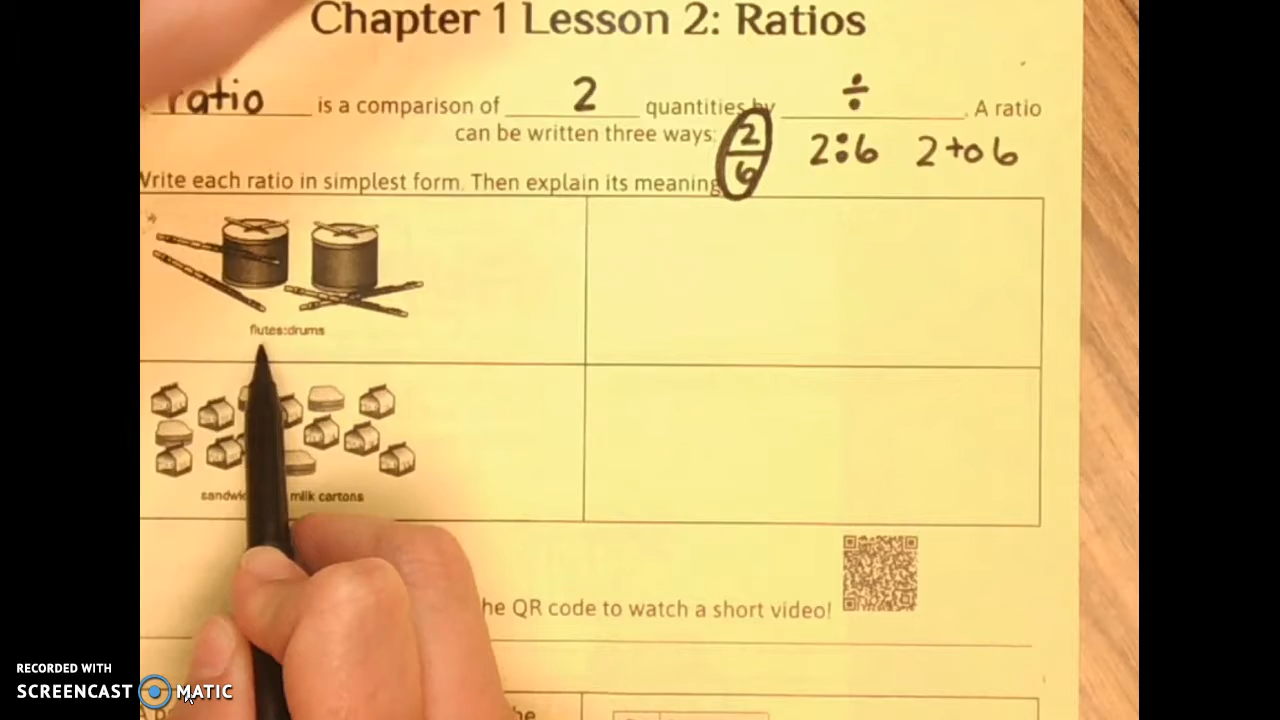 Chapter 1 Lesson 2: Ratios
ratio is a comparison of 2 quantities by ÷. A ratio
can be written three ways: 2/6 2:6 2 to 6
Write each ratio in simplest form. Then explain its meaning
flutes:drums
milk cartons
QR code to watch a short video!
RECORDED WITH
SCREENCAST MATIC